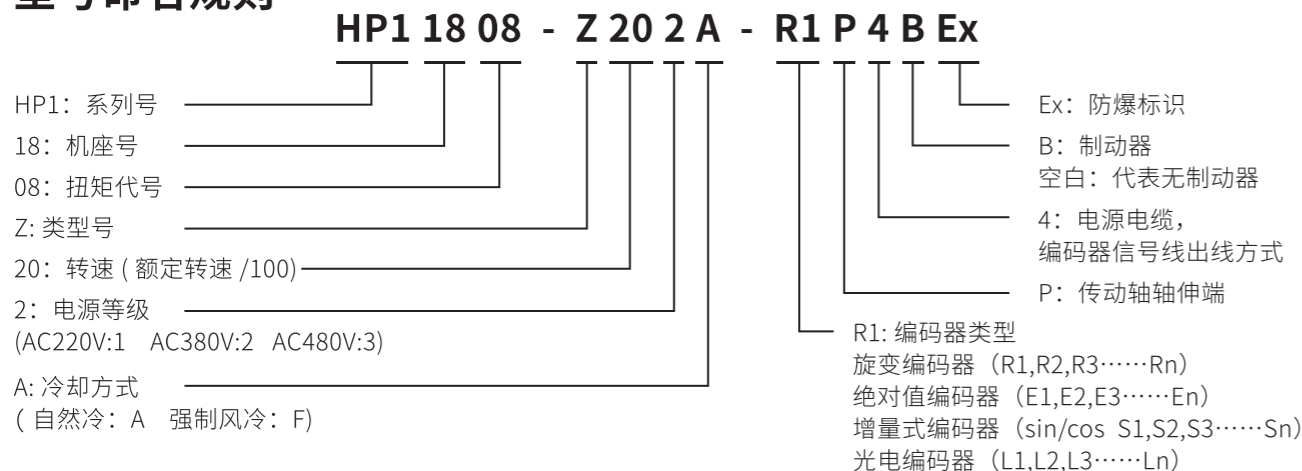 HP1 18 08 - Z 20 2 A - R1 P 4 B Ex
HP1：系列号
18：机座号
08：扭矩代号
Z: 类型号
20：转速 ( 额定转速 /100)
2：电源等级
(AC220V:1 AC380V:2 AC480V:3)
A: 冷却方式
( 自然冷：A 强制风冷：F)
Ex：防爆标识
B：制动器
空白：代表无制动器
4：电源电缆，
编码器信号线出线方式
P：传动轴轴伸端
R1: 编码器类型
旋变编码器（R1,R2,R3……Rn）
绝对值编码器（E1,E2,E3……En）
增量式编码器（sin/cos S1,S2,S3……Sn）
光电编码器（L1,L2,L3……Ln）